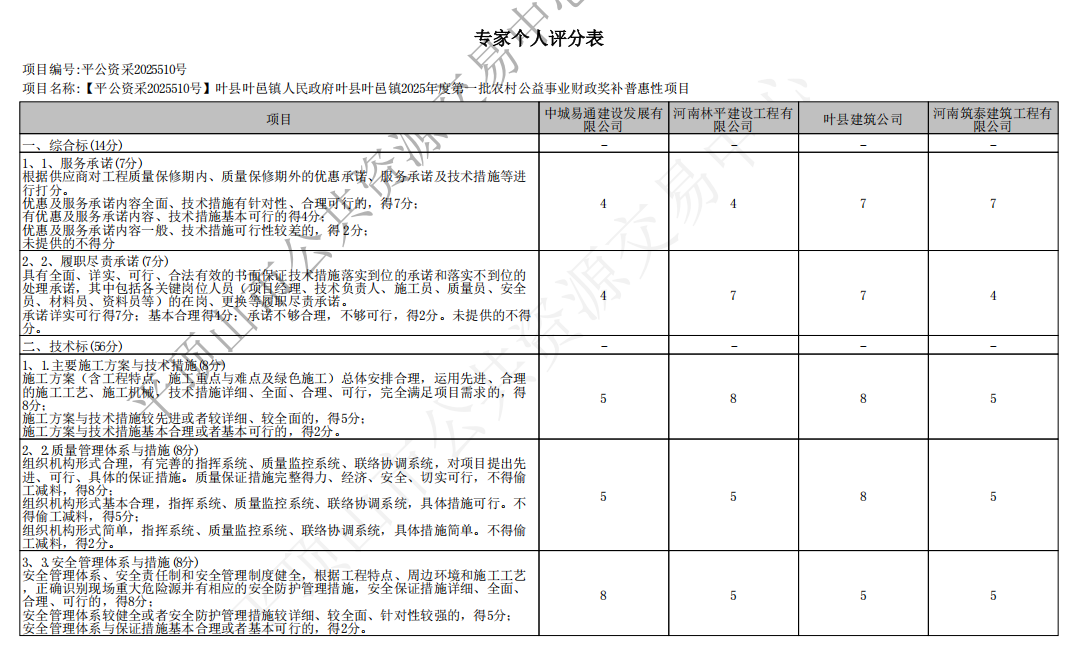 专家个人评分表
项目编号:平公资采2025510号
项目名称:【平公资采2025510号】叶县叶邑镇人民政府叶县叶邑镇2025年度第一批农村公益事业财政奖补普惠性项目
项目 中城易通建设发展有限公司 河南林平建设工程有限公司 叶县建筑公司 河南筑泰建筑工程有限公司
一、综合标(14分) - - - -
1、1、服务承诺(7分)
根据供应商对工程质量保修期内、质量保修期外的优惠承诺、服务承诺及技术措施等进
行打分。
优惠及服务承诺内容全面、技术措施有针对性、合理可行的，得7分；
有优惠及服务承诺内容、技术措施基本可行的得4分；
优惠及服务承诺内容一般、技术措施可行性较差的，得2分；
未提供的不得分
4 4 7 7
2、2、履职尽责承诺(7分)
具有全面、详实、可行、合法有效的书面保证技术措施落实到位的承诺和落实不到位的
处理承诺，其中包括各关键岗位人员（项目经理、技术负责人、施工员、质量员、安全
员、材料员、资料员等）的在岗、更换等履职尽责承诺。
承诺详实可行得7分；基本合理得4分；承诺不够合理，不够可行，得2分。未提供的不得
分。
4 7 7 4
二、技术标(56分) - - - -
1、1.主要施工方案与技术措施(8分)
施工方案（含工程特点、施工重点与难点及绿色施工）总体安排合理，运用先进、合理
的施工工艺、施工机械，技术措施详细、全面、合理、可行，完全满足项目需求的，得
8分；
施工方案与技术措施较先进或者较详细、较全面的，得5分；
施工方案与技术措施基本合理或者基本可行的，得2分。
5 8 8 5
2、2.质量管理体系与措施(8分)
组织机构形式合理，有完善的指挥系统、质量监控系统、联络协调系统，对项目提出先
进、可行、具体的保证措施。质量保证措施完整得力、经济、安全、切实可行，不得偷
工减料，得8分；
组织机构形式基本合理，指挥系统、质量监控系统、联络协调系统，具体措施可行。不
得偷工减料，得5分；
组织机构形式简单，指挥系统、质量监控系统、联络协调系统，具体措施简单。不得偷
工减料，得2分。
5 5 8 5
3、3.安全管理体系与措施(8分)
安全管理体系、安全责任制和安全管理制度健全，根据工程特点、周边环境和施工工艺
，正确识别现场重大危险源并有相应的安全防护管理措施，安全保证措施详细、全面、
合理、可行的，得8分；
安全管理体系较健全或者安全防护管理措施较详细、较全面、针对性较强的，得5分；
安全管理体系与保证措施基本合理或者基本可行的，得2分。
8 5 5 5
平顶山市公共资源交易中心
平顶山市公共资源交易中心